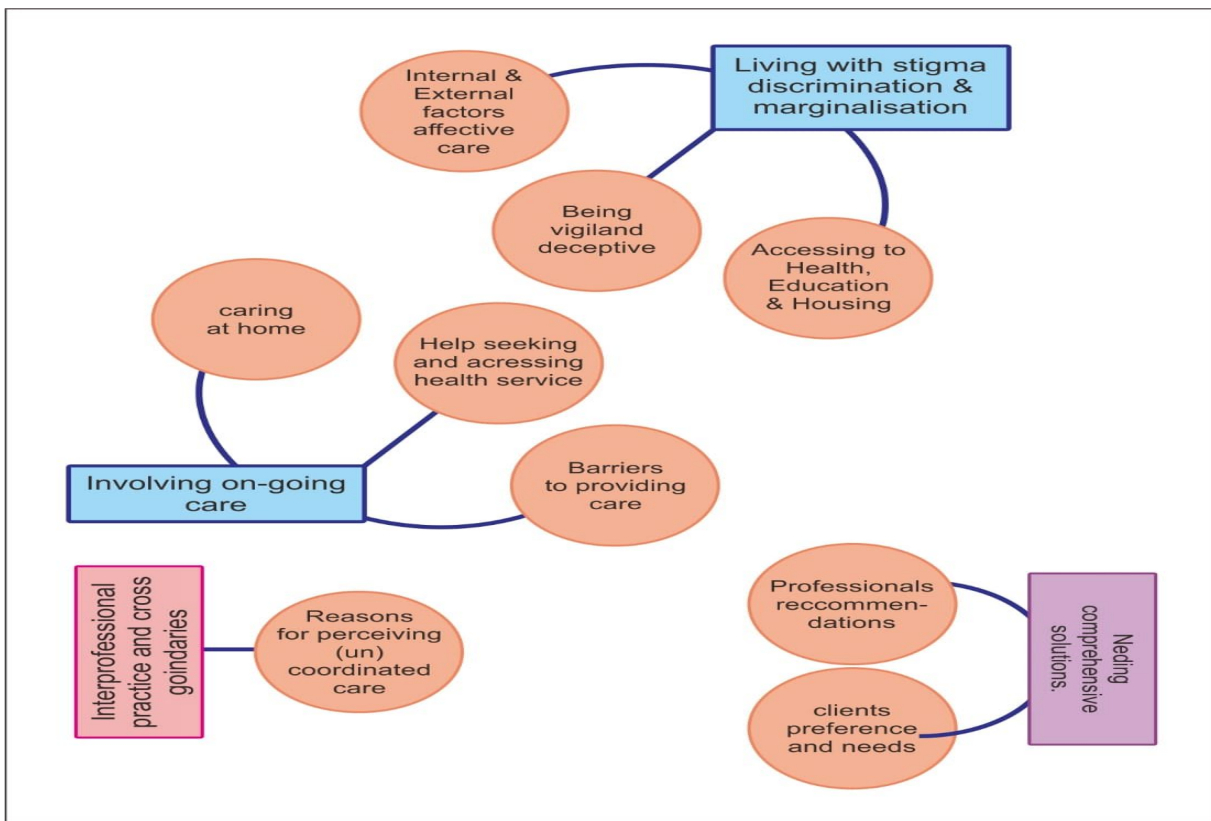 Living with stigma
discrimination &
marginalisation
Internal &
External
factors
affective
care
Being
vigiland
deceptive
Accessing to
Health,
Education
& Housing
caring
at home
Help seeking
and acressing
health service
Involving on-going
care
Barriers
to providing
care
Interprofessional
practice and cross
goindaries
Reasons
for perceiving
(un)
coordinated
care
Professionals
reccommen-
dations
clients
preference
and needs
Neding
comprehensive
solutions.